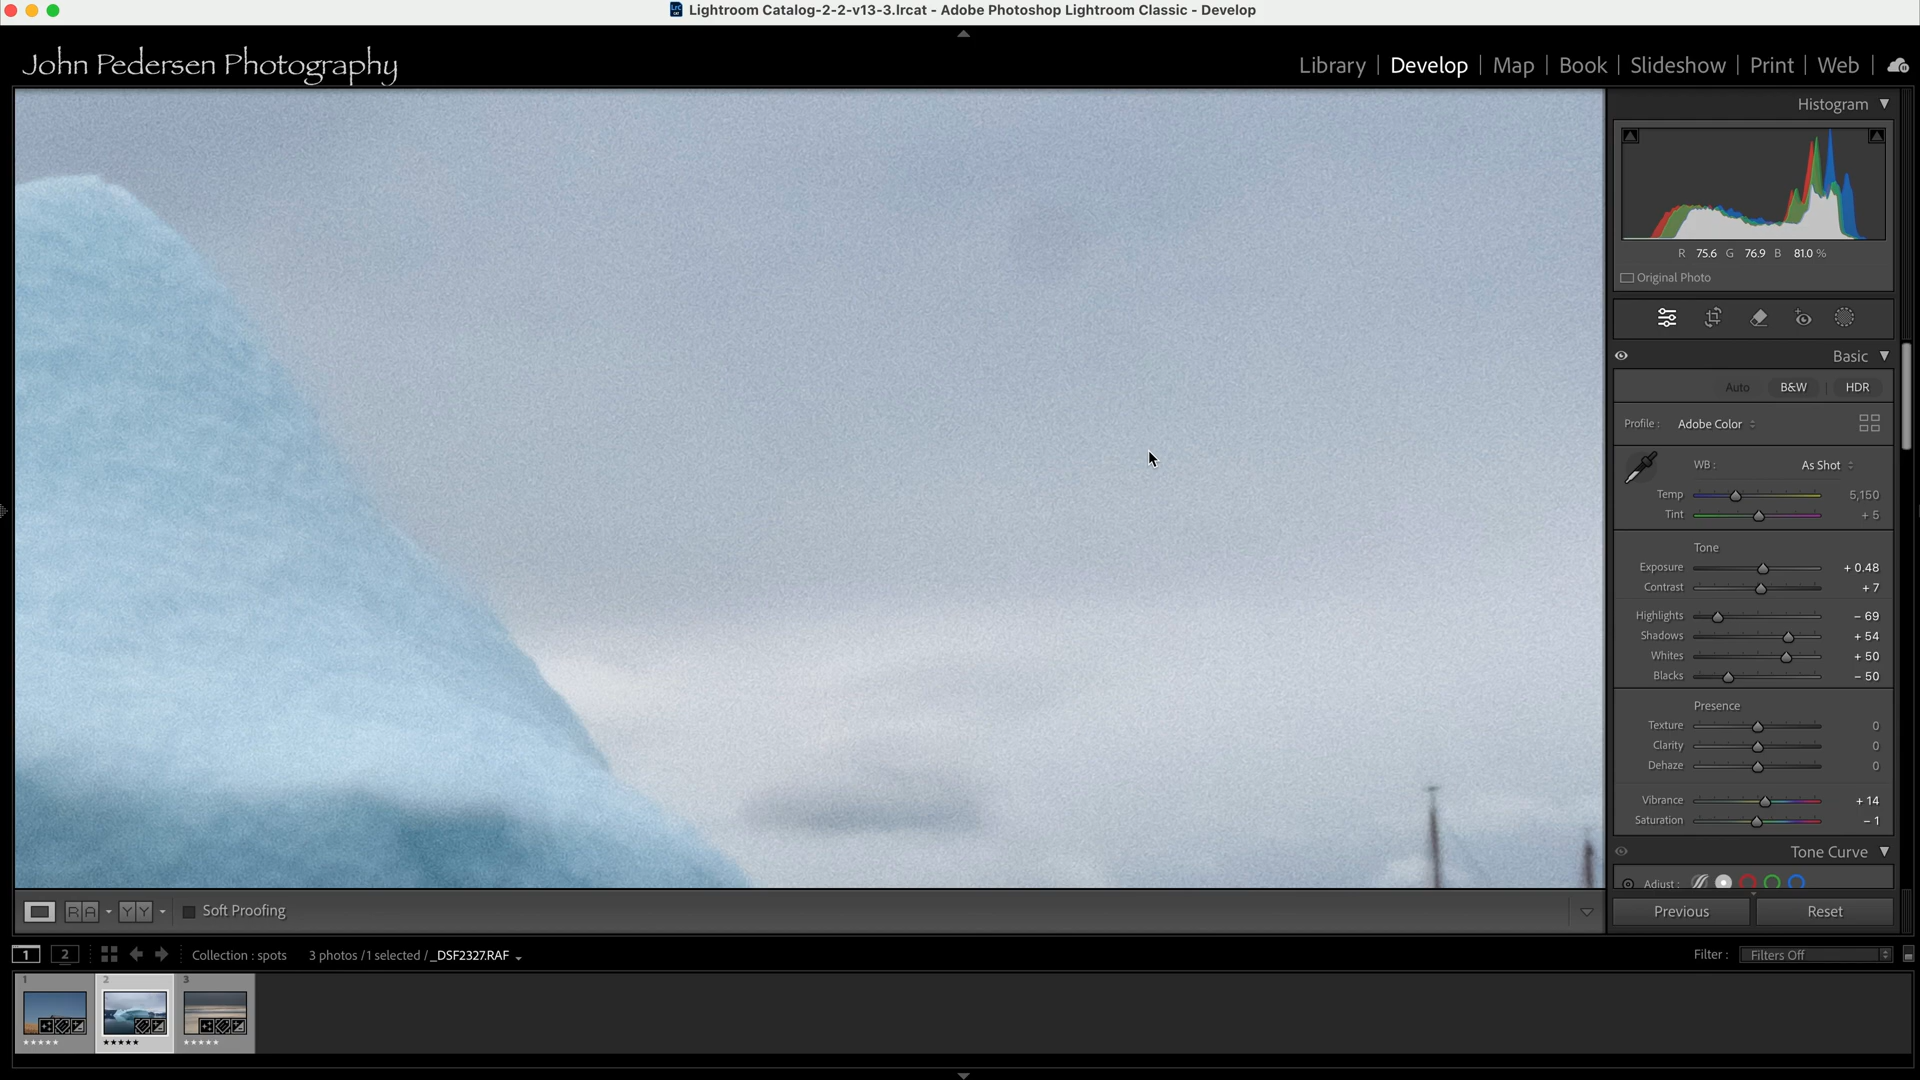 Lightroom Catalog-2-2-v13-3.lrcat - Adobe Photoshop Lightroom Classic - Develop
John Pedersen Photography
Library | Develop | Map | Book | Slideshow | Print | Web |
Histogram
R 75.6 G 76.9 B 81.0 %
Original Photo
Basic
Auto B&W | HDR
Profile : Adobe Color
WB : As Shot
Temp 5,150
Tint + 5
Tone
Exposure + 0.48
Contrast + 7
Highlights – 69
Shadows + 54
Whites + 50
Blacks – 50
Presence
Texture 0
Clarity 0
Dehaze 0
Vibrance + 14
Saturation – 1
Tone Curve
Adjust :
R A Y Y Soft Proofing
Previous Reset
1 2 Collection : spots 3 photos / 1 selected / _DSF2327.RAF Filter : Filters Off
1 2 3